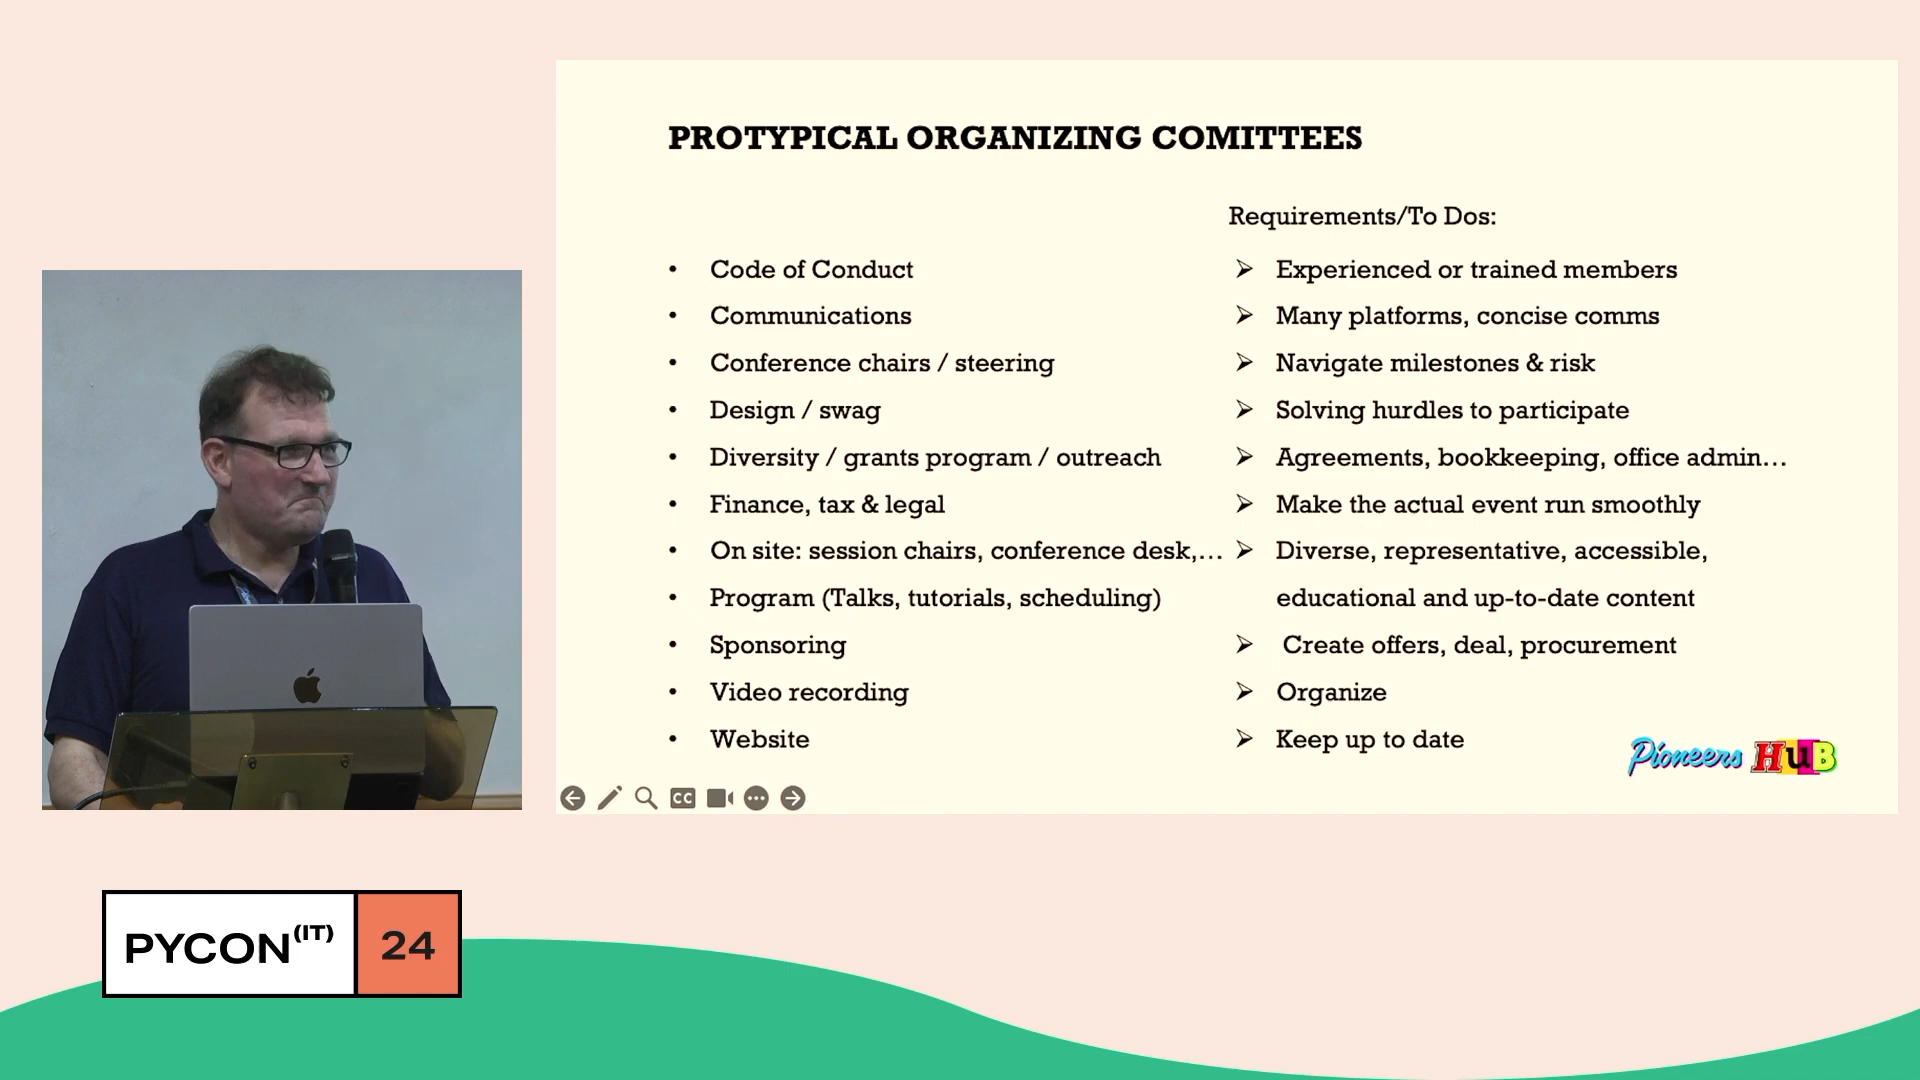 PROTYPICAL ORGANIZING COMITTEES
Requirements/To Dos:
• Code of Conduct
• Communications
• Conference chairs / steering
• Design / swag
• Diversity / grants program / outreach
• Finance, tax & legal
• On site: session chairs, conference desk,…
• Program (Talks, tutorials, scheduling)
• Sponsoring
• Video recording
• Website
➢ Experienced or trained members
➢ Many platforms, concise comms
➢ Navigate milestones & risk
➢ Solving hurdles to participate
➢ Agreements, bookkeeping, office admin…
➢ Make the actual event run smoothly
➢ Diverse, representative, accessible,
educational and up-to-date content
➢ Create offers, deal, procurement
➢ Organize
➢ Keep up to date
Pioneers HuB
CC
PYCON(IT) 24